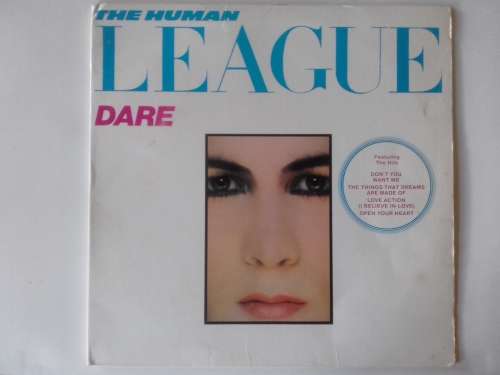 THE HUMAN
LEAGUE
DARE
Featuring
The Hits
DON'T YOU
WANT ME
THE THINGS THAT DREAMS
ARE MADE OF
LOVE ACTION
(I BELIEVE IN LOVE)
OPEN YOUR HEART